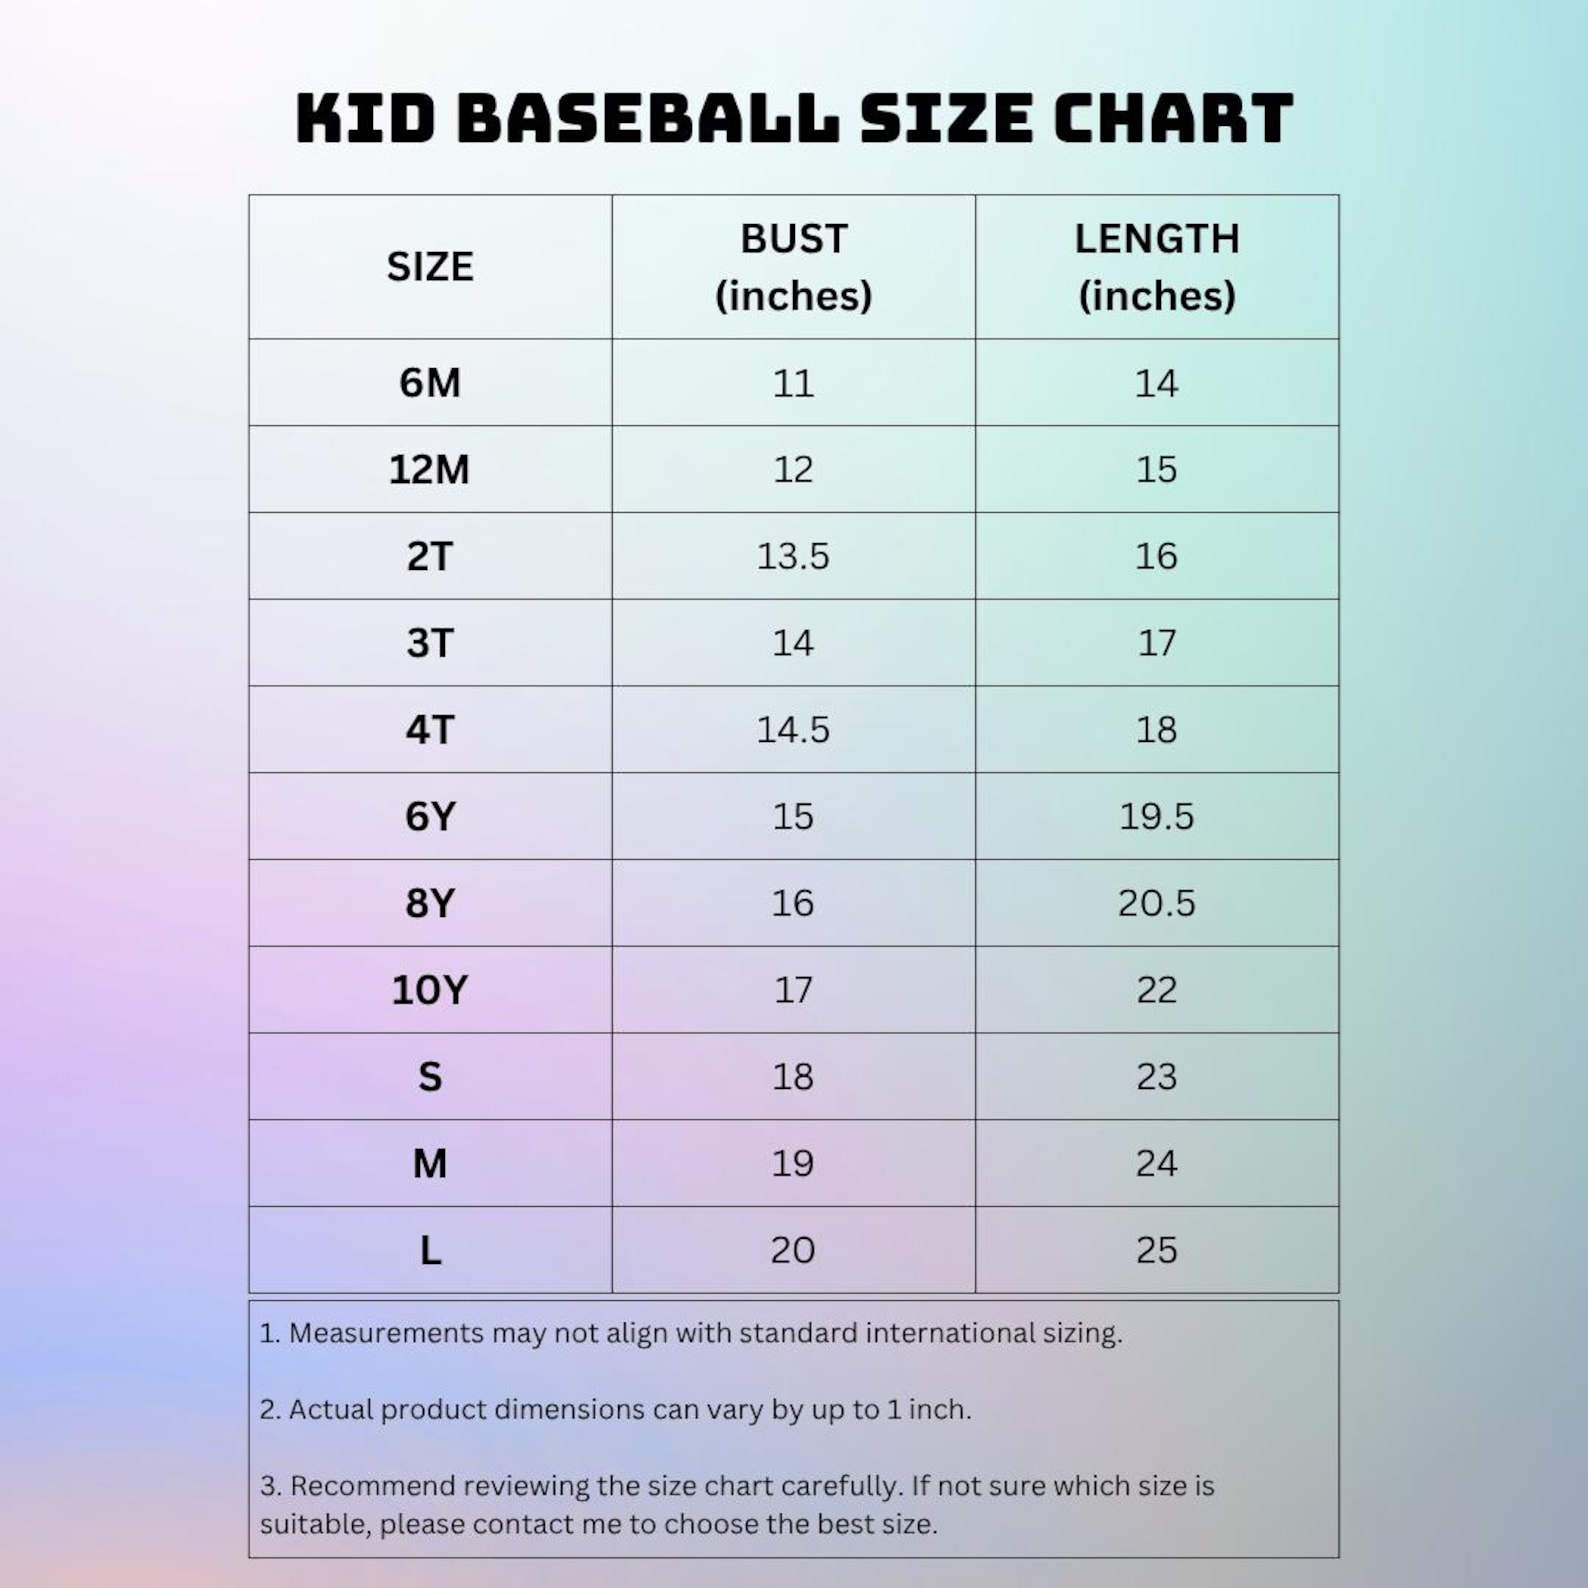 KID BASEBALL SIZE CHART
SIZE BUST (inches) LENGTH (inches)
6M 11 14
12M 12 15
2T 13.5 16
3T 14 17
4T 14.5 18
6Y 15 19.5
8Y 16 20.5
10Y 17 22
S 18 23
M 19 24
L 20 25
1. Measurements may not align with standard international sizing.
2. Actual product dimensions can vary by up to 1 inch.
3. Recommend reviewing the size chart carefully. If not sure which size is
suitable, please contact me to choose the best size.